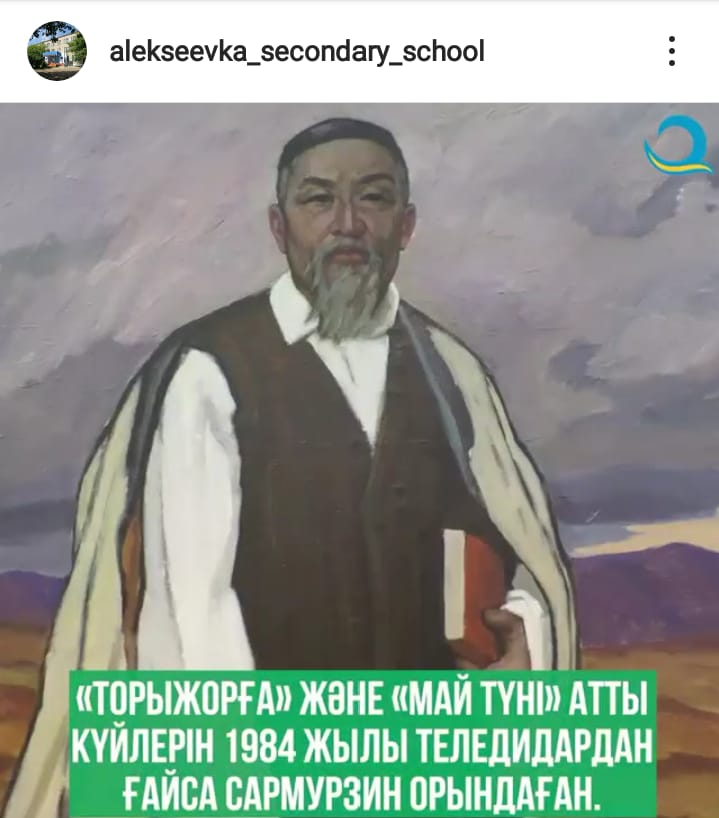 alekseevka_secondary_school
«ТОРЫЖОРҒА» ЖӘНЕ «МАЙ ТҮНІ» АТТЫ
КҮЙЛЕРІН 1984 ЖЫЛЫ ТЕЛЕДИДАРДАН
ҒАЙСА САРМУРЗИН ОРЫНДАҒАН.